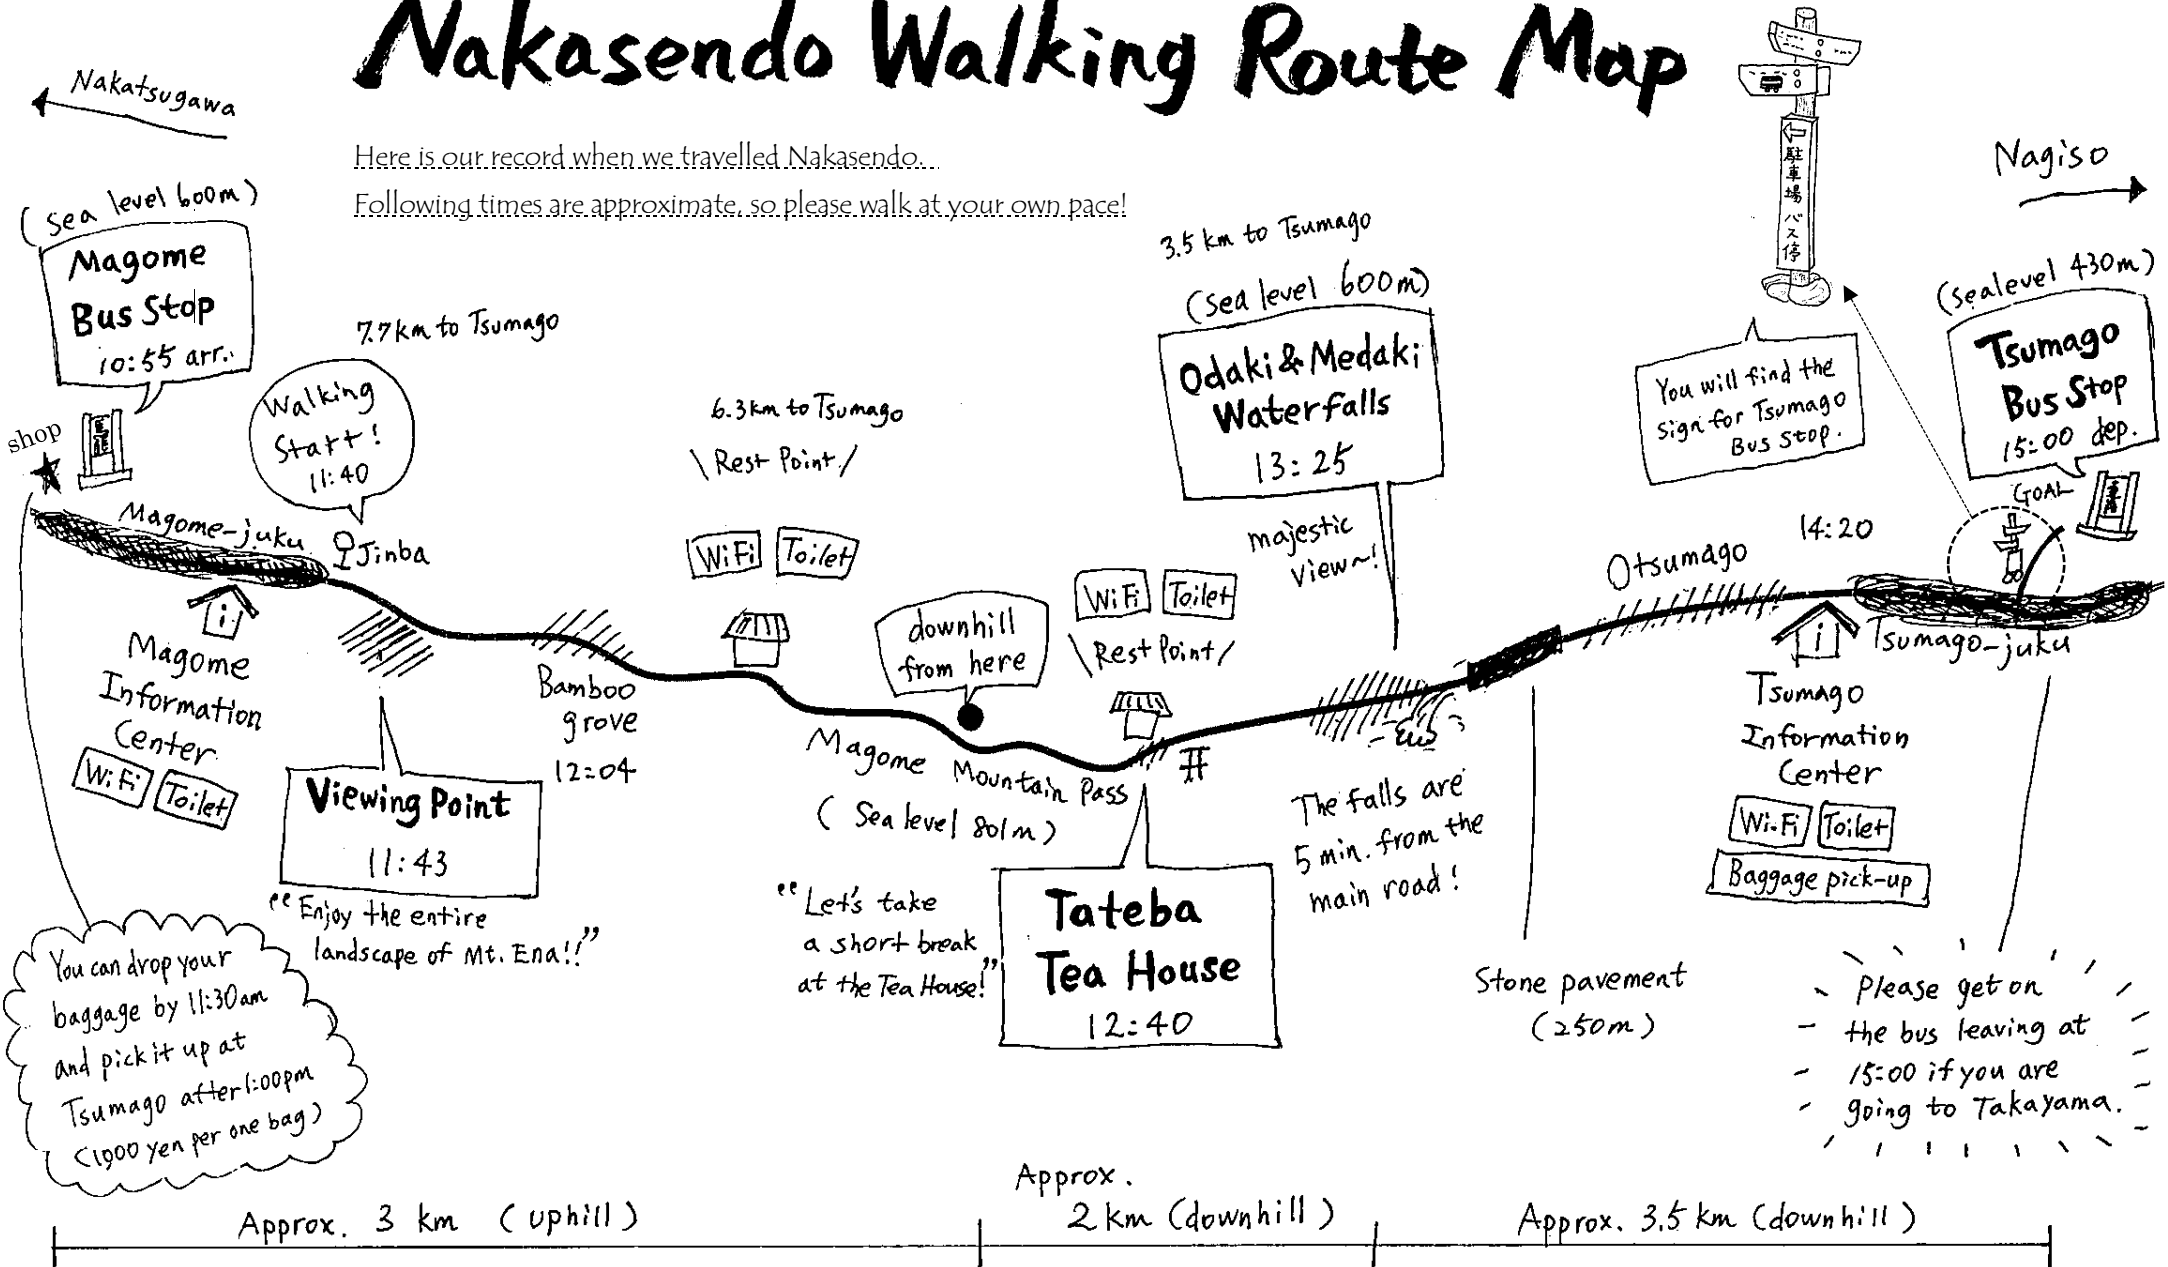 Nakasendo Walking Route Map
Here is our record when we travelled Nakasendo.
Following times are approximate, so please walk at your own pace!
Nakatsugawa
(sea level 600m)
Magome
Bus Stop
10:55 arr.
shop
Magome-juku
Walking
Start!
11:40
Jinba
7.7km to Tsumago
i
Magome
Information
Center
WiFi
Toilet
You can drop your
baggage by 11:30am
and pick it up at
Tsumago after 1:00pm
(1,900 yen per one bag)
Viewing Point
11:43
"Enjoy the entire
landscape of Mt. Ena!!"
Bamboo
grove
12:04
6.3km to Tsumago
\Rest Point/
WiFi
Toilet
downhill
from here
Magome Mountain Pass
(Sea level 801m)
WiFi
Toilet
\Rest Point/
"Let's take
a short break
at the Tea House!"
Tateba
Tea House
12:40
3.5km to Tsumago
(sea level 600m)
Odaki & Medaki
Waterfalls
13:25
majestic
view~!
The falls are
5 min. from the
main road!
Stone pavement
(250m)
Otsumago
14:20
駐車場バス停
You will find the
sign for Tsumago
Bus Stop.
Nagiso
(sea level 430m)
Tsumago
Bus Stop
15:00 dep.
GOAL
Tsumago-juku
i
Tsumago
Information
Center
Wi-Fi
Toilet
Baggage pick-up
Please get on
the bus leaving at
15:00 if you are
going to Takayama.
Approx. 3 km (uphill)
Approx.
2 km (downhill)
Approx. 3.5 km (downhill)